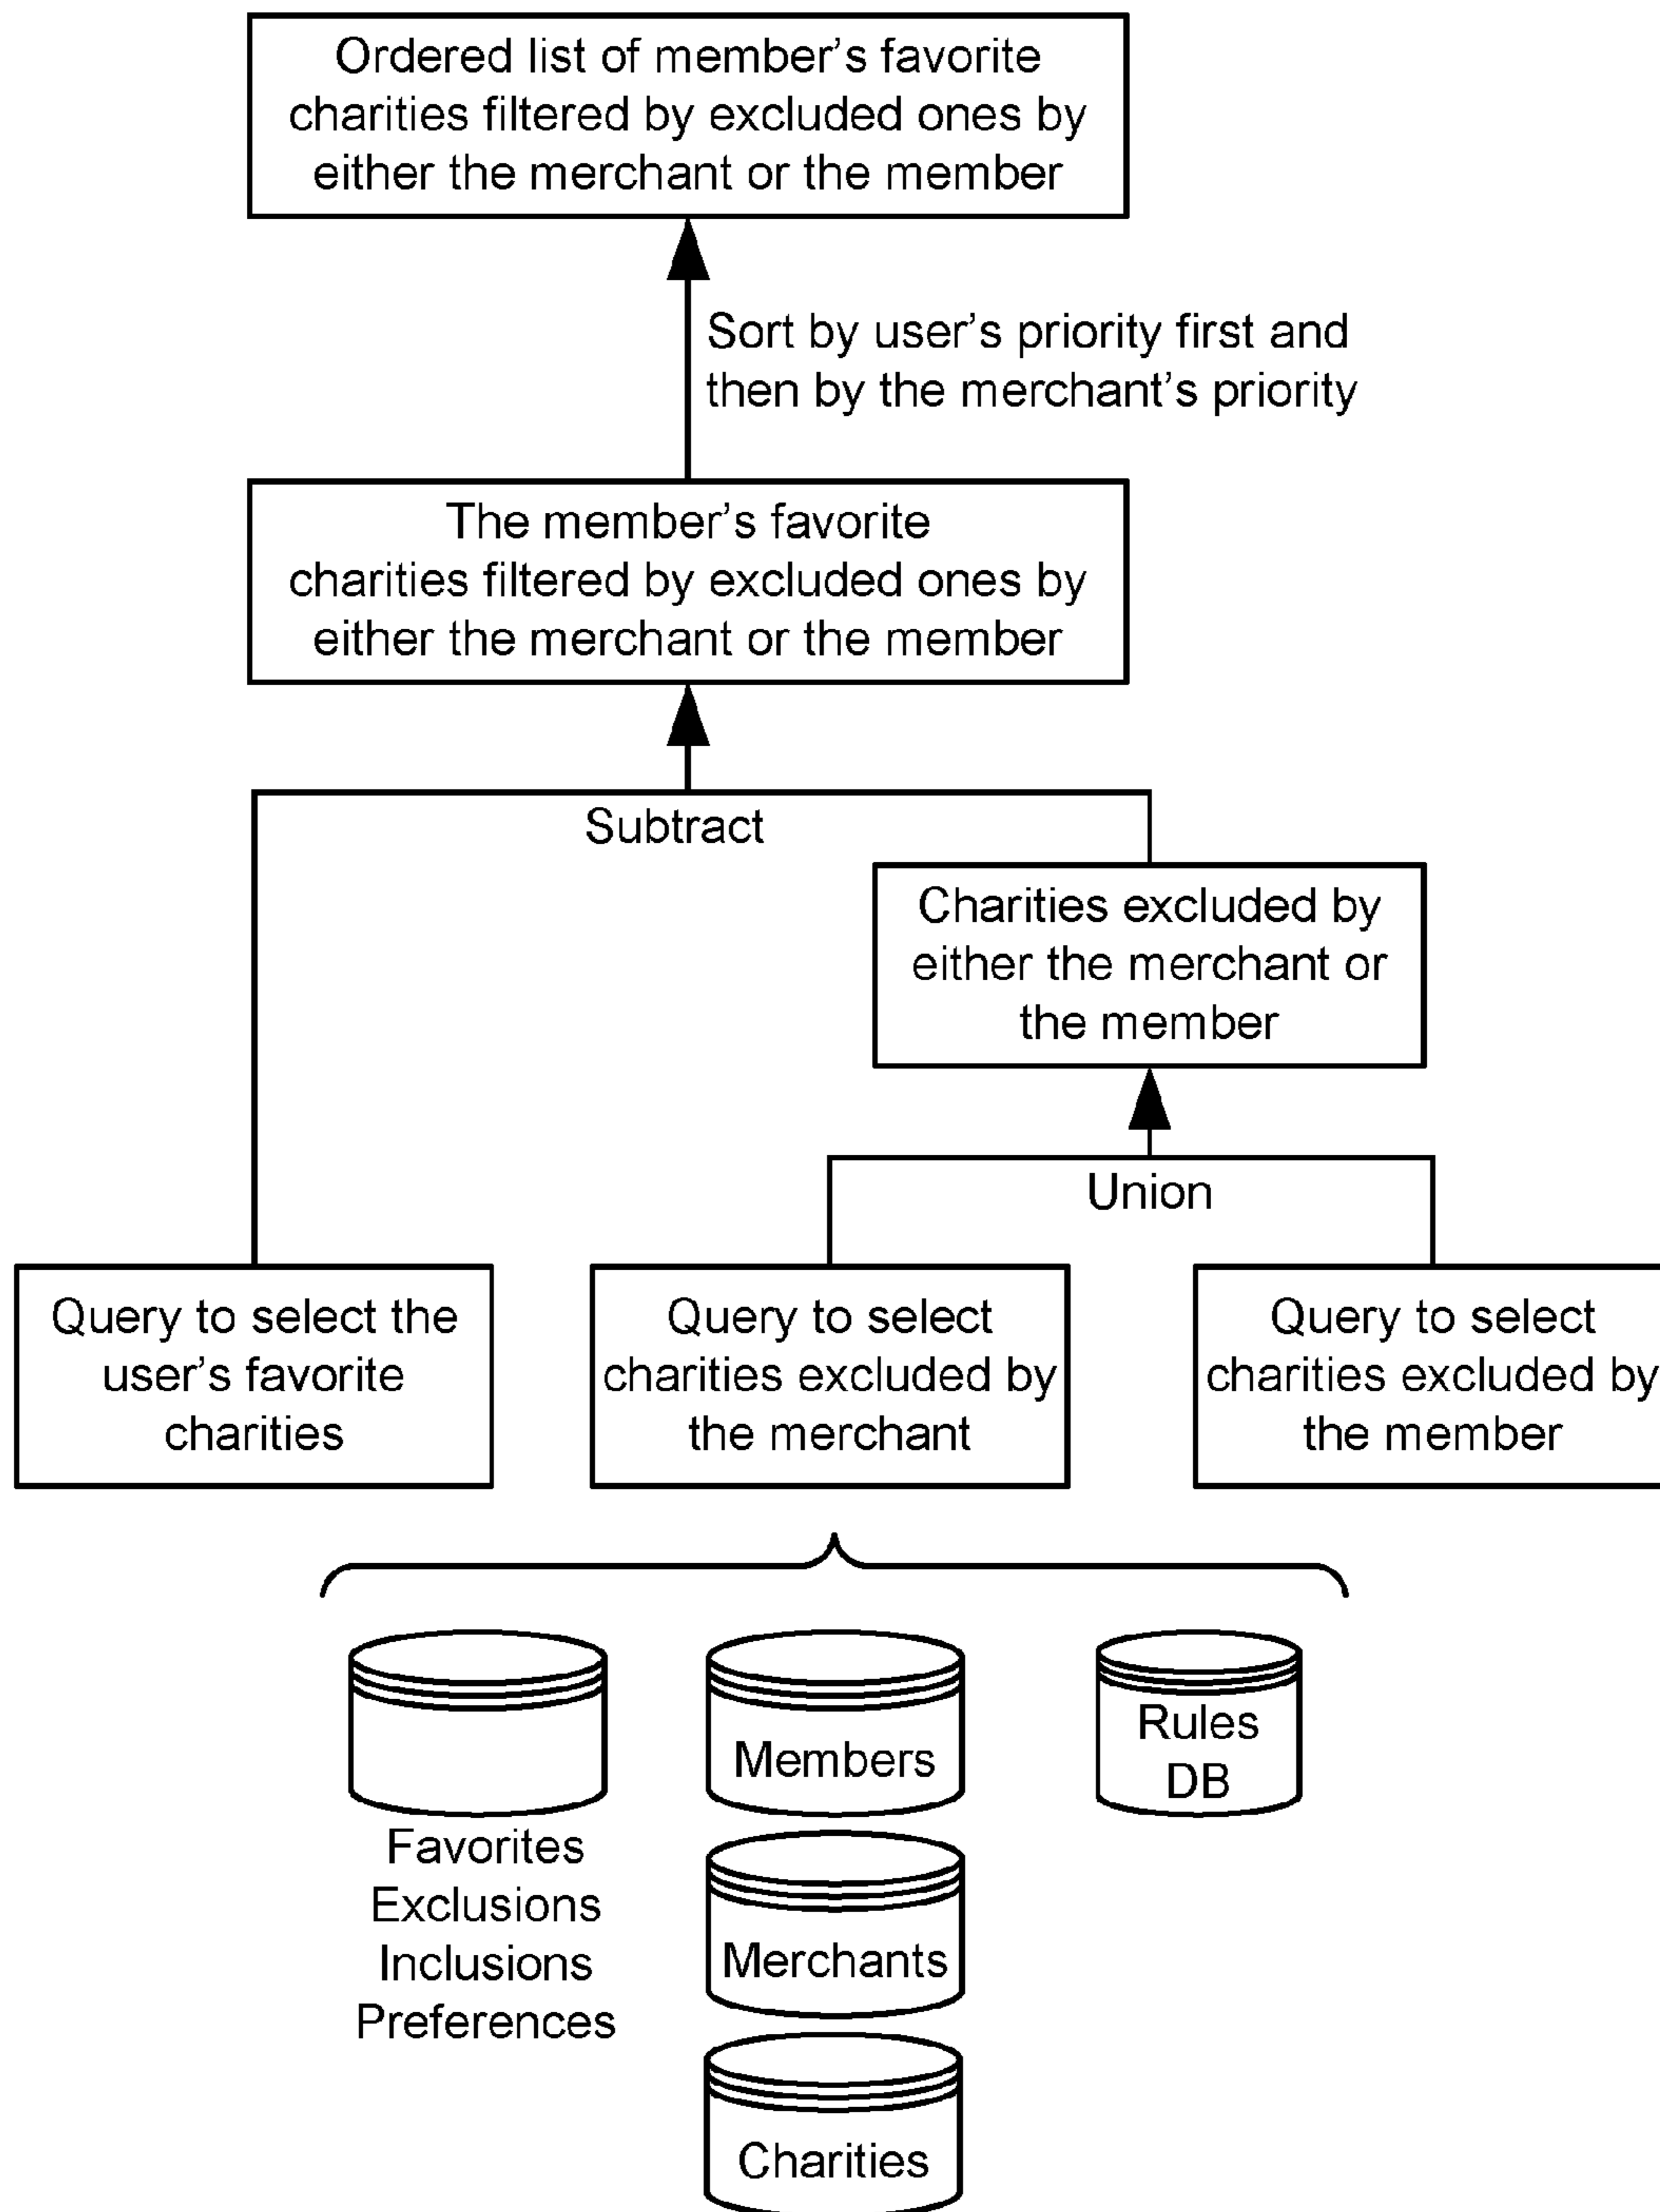 Ordered list of member’s favorite
charities filtered by excluded ones by
either the merchant or the member
Sort by user’s priority first and
then by the merchant’s priority
The member’s favorite
charities filtered by excluded ones by
either the merchant or the member
Subtract
Charities excluded by
either the merchant or
the member
Union
Query to select the
user’s favorite
charities
Query to select
charities excluded by
the merchant
Query to select
charities excluded by
the member
Favorites
Exclusions
Inclusions
Preferences
Members
Merchants
Charities
Rules
DB